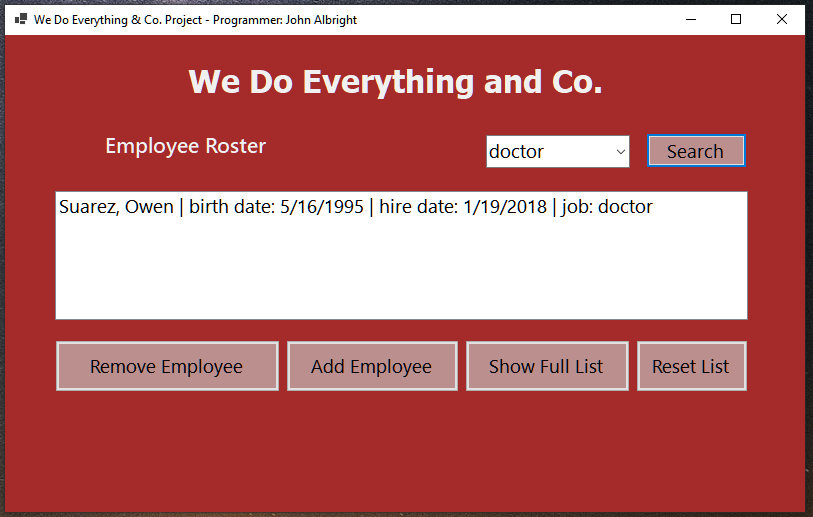 We Do Everything & Co. Project - Programmer: John Albright
We Do Everything and Co.
Employee Roster
doctor
Search
Suarez, Owen | birth date: 5/16/1995 | hire date: 1/19/2018 | job: doctor
Remove Employee
Add Employee
Show Full List
Reset List